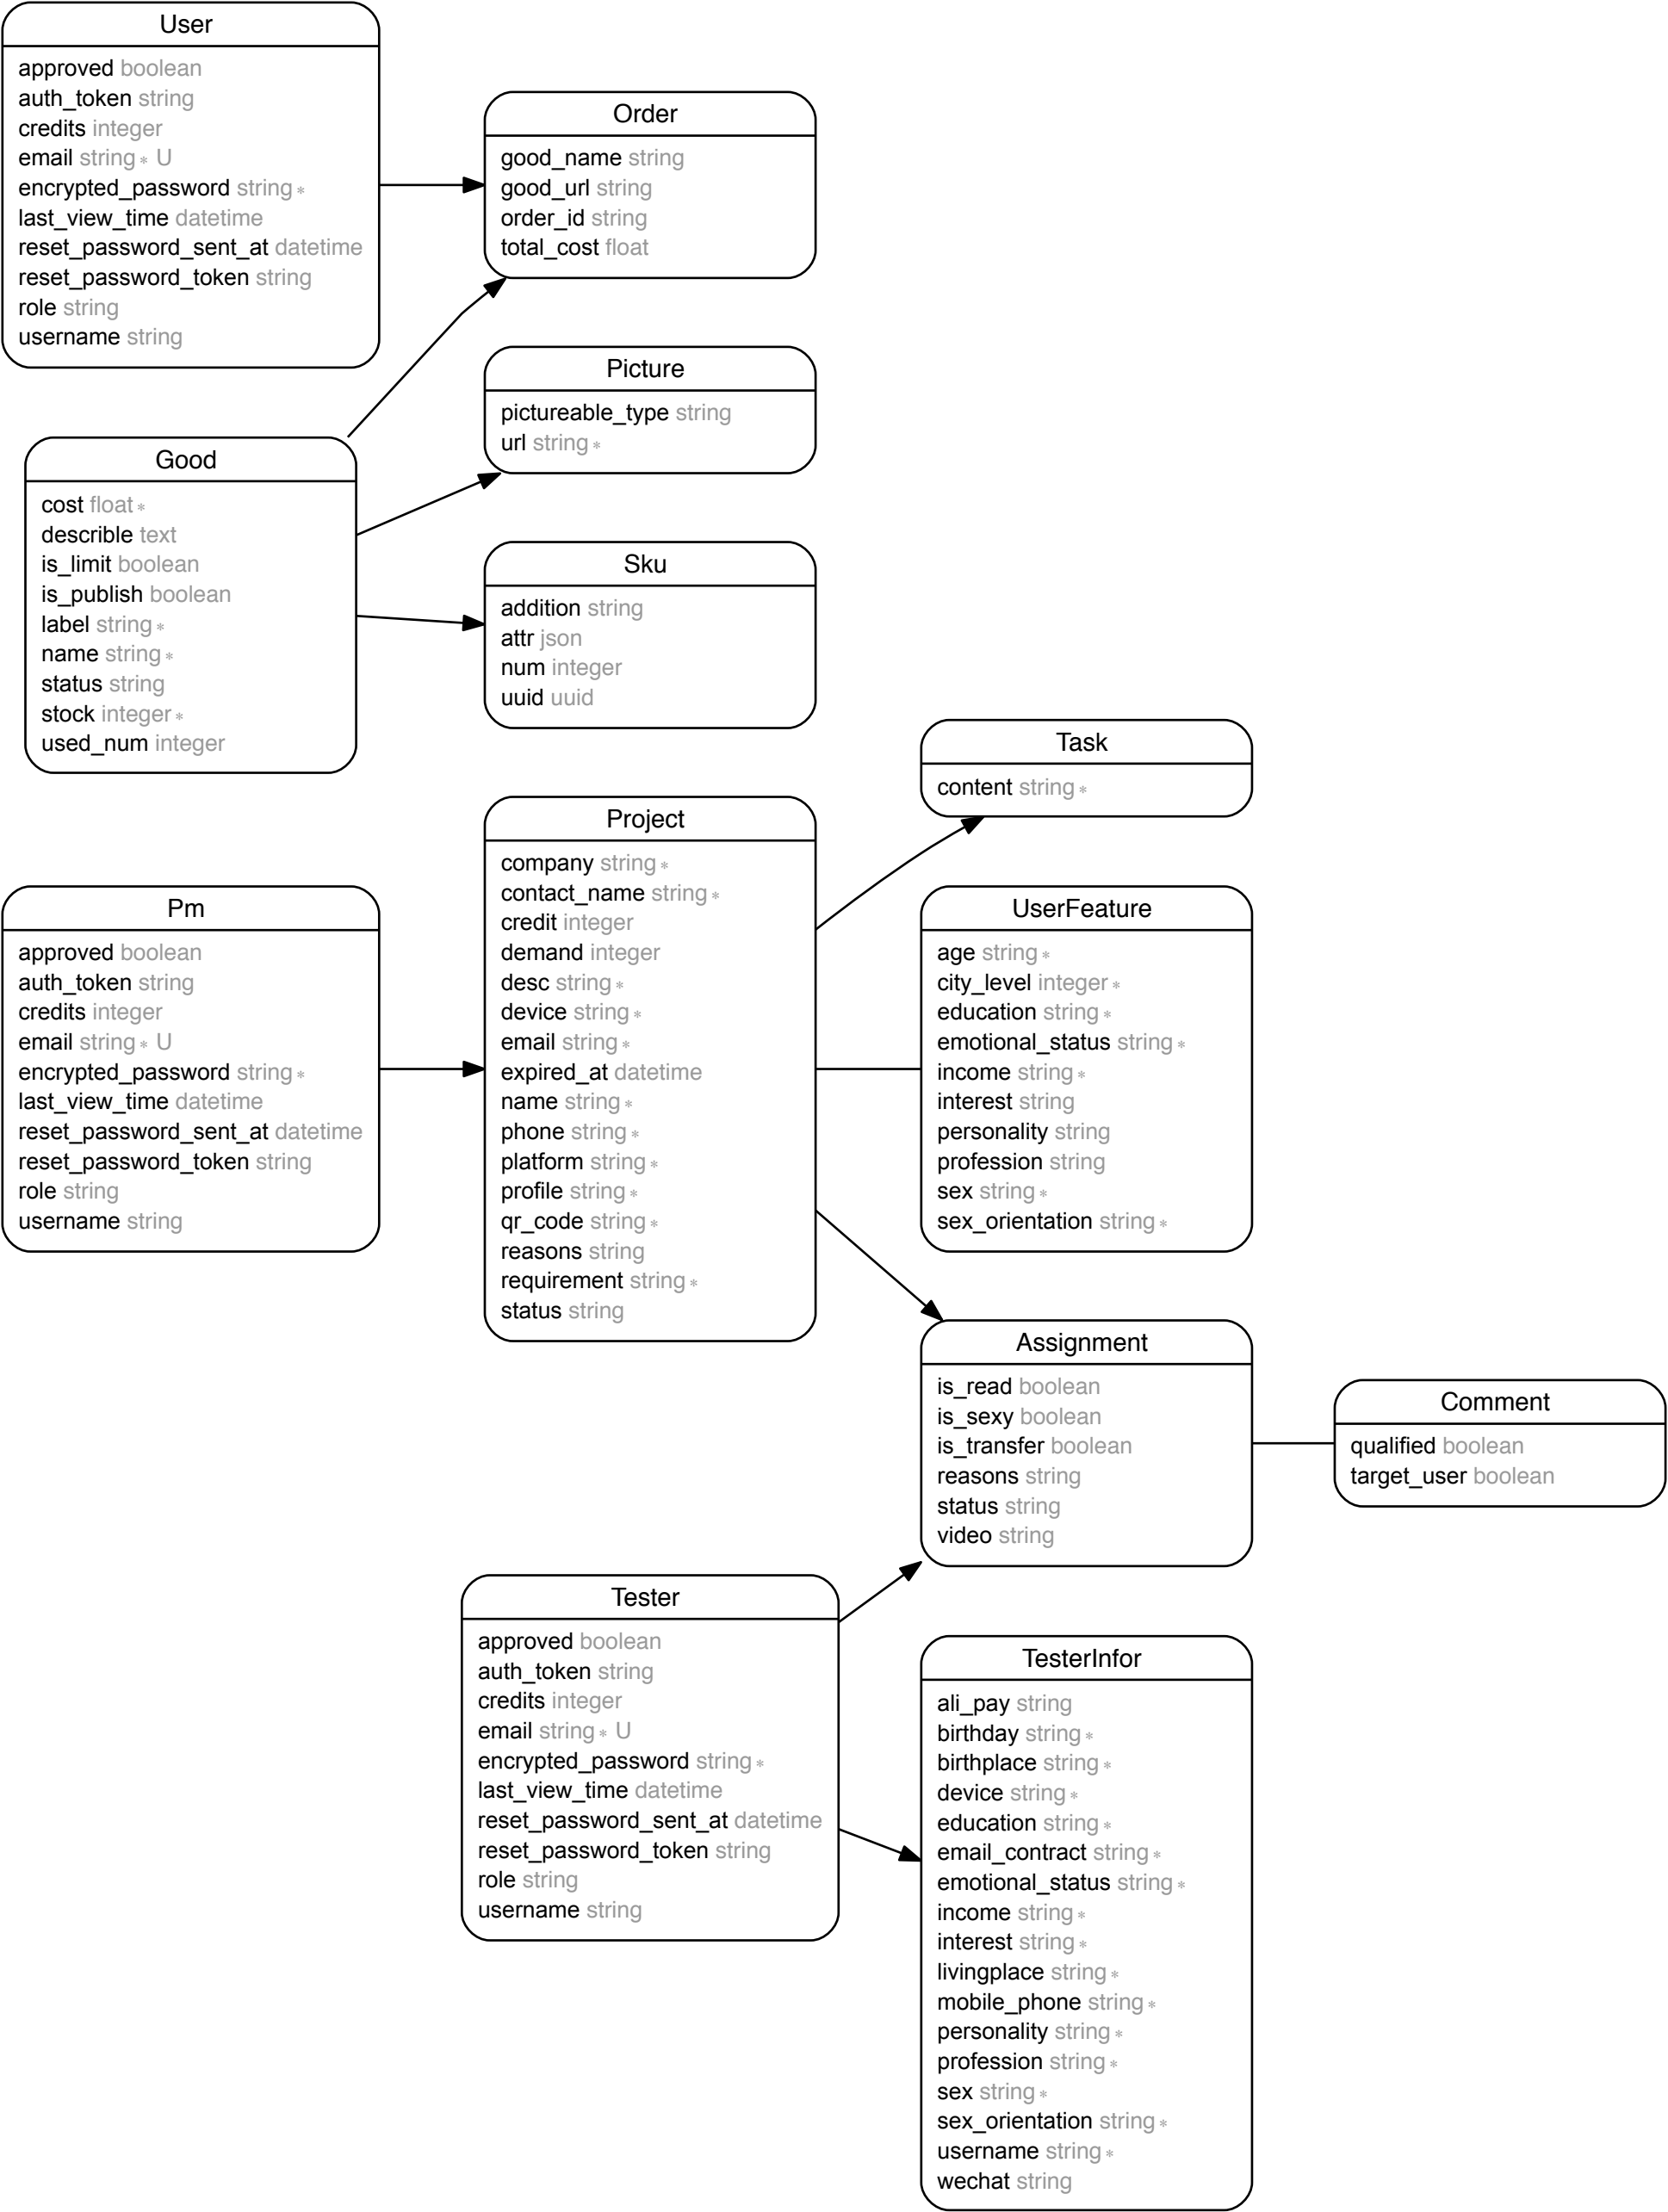 User
approved boolean
auth_token string
credits integer
email string * U
encrypted_password string *
last_view_time datetime
reset_password_sent_at datetime
reset_password_token string
role string
username string
Order
good_name string
good_url string
order_id string
total_cost float
Picture
pictureable_type string
url string *
Good
cost float *
describle text
is_limit boolean
is_publish boolean
label string *
name string *
status string
stock integer *
used_num integer
Sku
addition string
attr json
num integer
uuid uuid
Task
content string *
Project
company string *
contact_name string *
credit integer
demand integer
desc string *
device string *
email string *
expired_at datetime
name string *
phone string *
platform string *
profile string *
qr_code string *
reasons string
requirement string *
status string
Pm
approved boolean
auth_token string
credits integer
email string * U
encrypted_password string *
last_view_time datetime
reset_password_sent_at datetime
reset_password_token string
role string
username string
UserFeature
age string *
city_level integer *
education string *
emotional_status string *
income string *
interest string
personality string
profession string
sex string *
sex_orientation string *
Assignment
is_read boolean
is_sexy boolean
is_transfer boolean
reasons string
status string
video string
Comment
qualified boolean
target_user boolean
Tester
approved boolean
auth_token string
credits integer
email string * U
encrypted_password string *
last_view_time datetime
reset_password_sent_at datetime
reset_password_token string
role string
username string
TesterInfor
ali_pay string
birthday string *
birthplace string *
device string *
education string *
email_contract string *
emotional_status string *
income string *
interest string *
livingplace string *
mobile_phone string *
personality string *
profession string *
sex string *
sex_orientation string *
username string *
wechat string